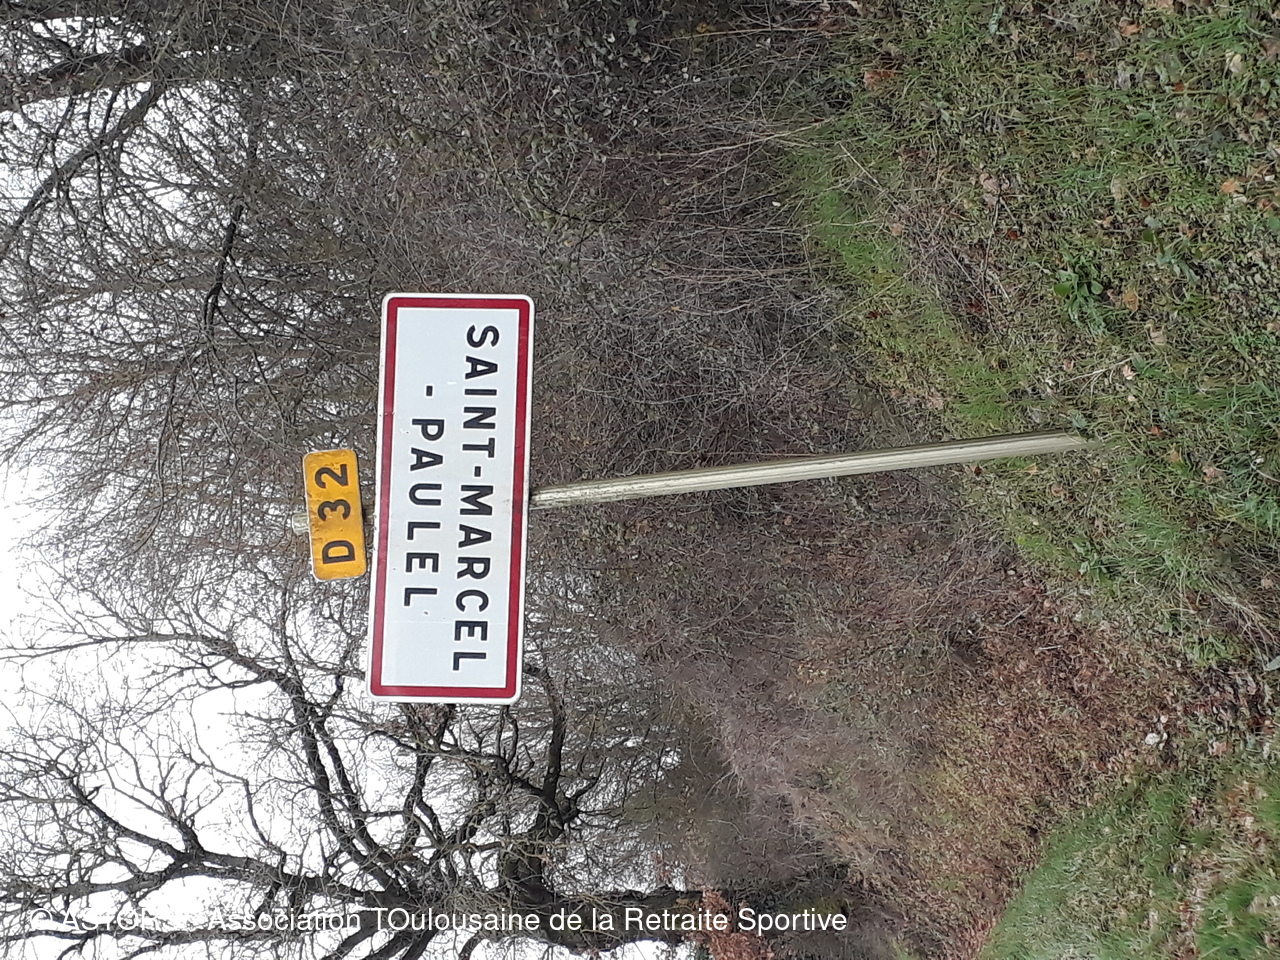 D 32
SAINT-MARCEL
- PAULEL
Association TOulousaine de la Retraite Sportive